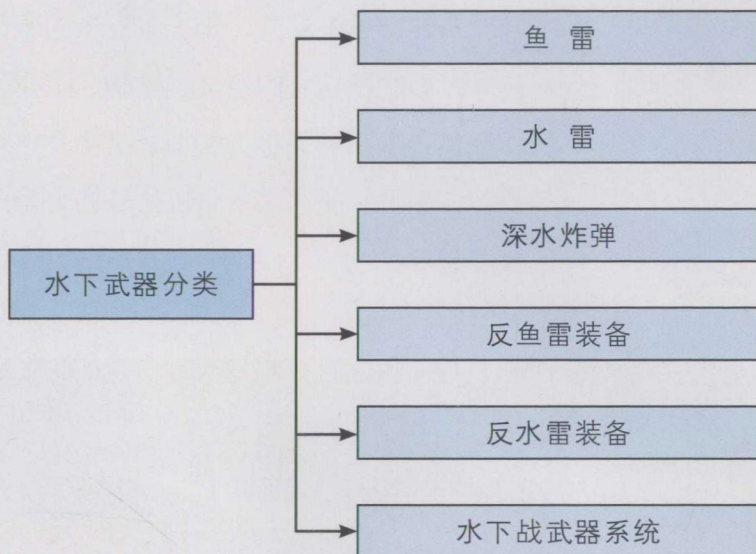 鱼 雷
水 雷
深水炸弹
水下武器分类
反鱼雷装备
反水雷装备
水下战武器系统